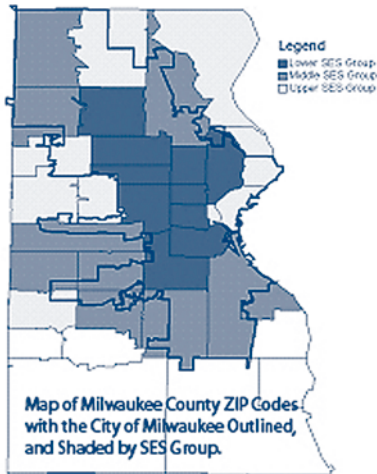 Legend
Lower SES Group
Middle SES Group
Upper SES Group
Map of Milwaukee County ZIP Codes
with the City of Milwaukee Outlined,
and Shaded by SES Group.